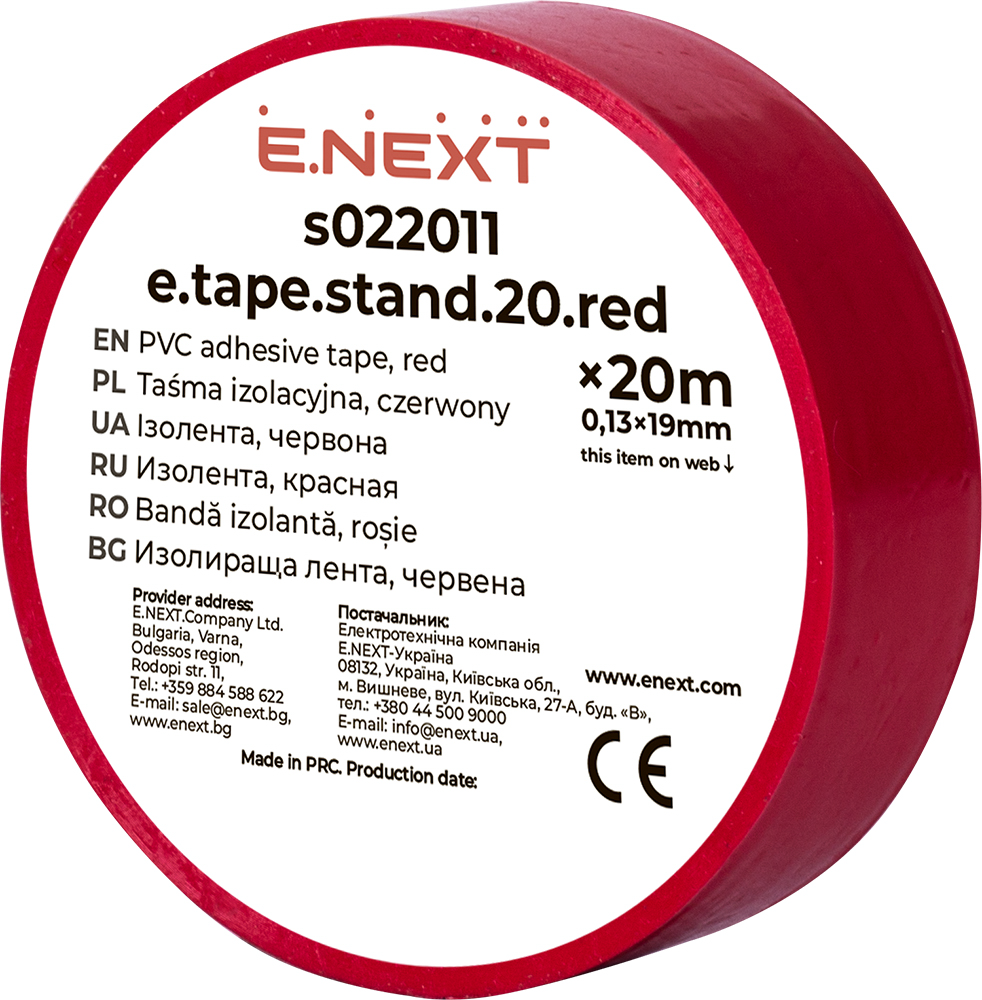 E.NEXT
s022011
e.tape.stand.20.red
EN PVC adhesive tape, red
PL Taśma izolacyjna, czerwony
UA Ізолента, червона
RU Изолента, красная
RO Bandă izolantă, roșie
BG Изолираща лента, червена
×20m
0,13×19mm
this item on web↓
Provider address:
E.NEXT.Company Ltd.
Bulgaria, Varna,
Odessos region,
Rodopi str. 11,
Tel.: +359 884 588 622
E-mail: sale@enext.bg,
www.enext.bg
Постачальник:
Електротехнічна компанія
E.NEXT-Україна
08132, Україна, Київська обл.,
м. Вишневе, вул. Київська, 27-А, буд. «В»,
тел.: +380 44 500 9000
E-mail: info@enext.ua,
www.enext.ua
www.enext.com
CE
Made in PRC. Production date: